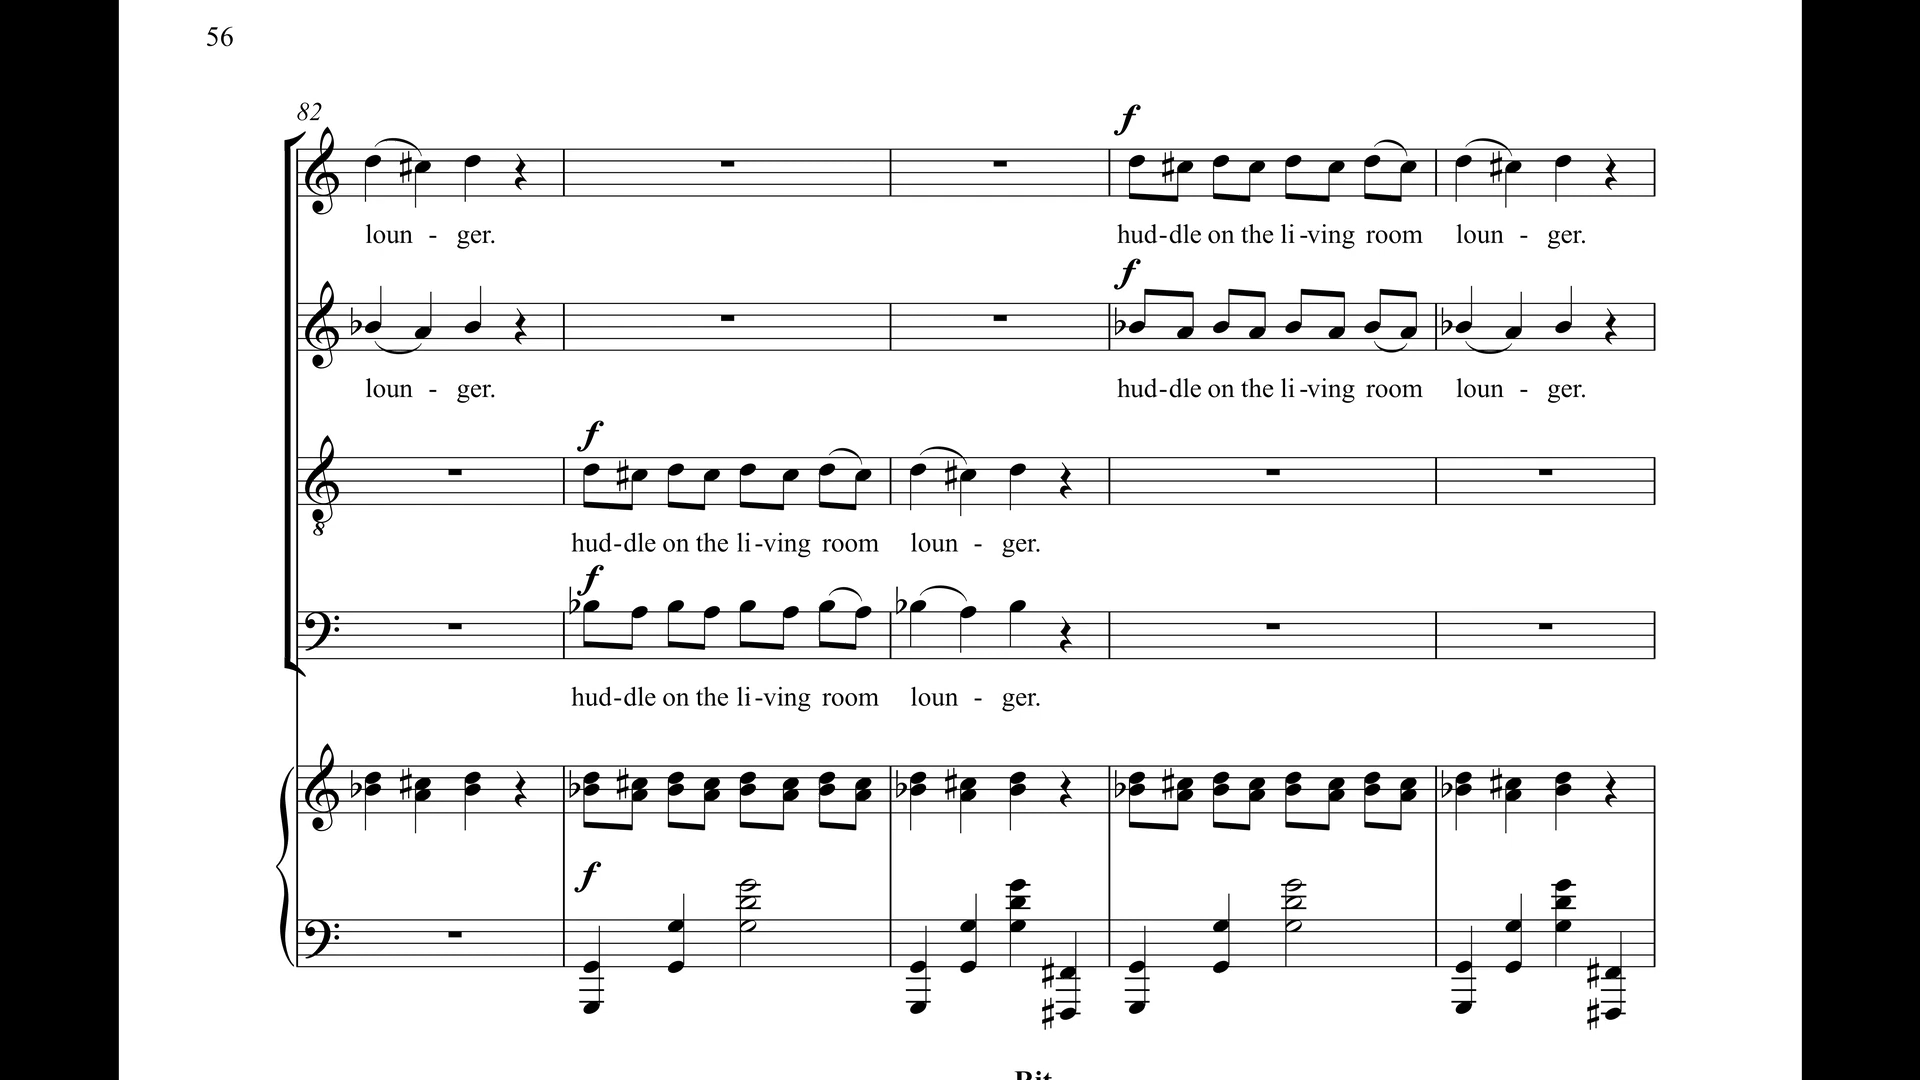 56
82
f
loun - ger.
hud-dle on the li-ving room loun - ger.
f
loun - ger.
hud-dle on the li-ving room loun - ger.
f
8
hud-dle on the li-ving room loun - ger.
f
hud-dle on the li-ving room loun - ger.
f